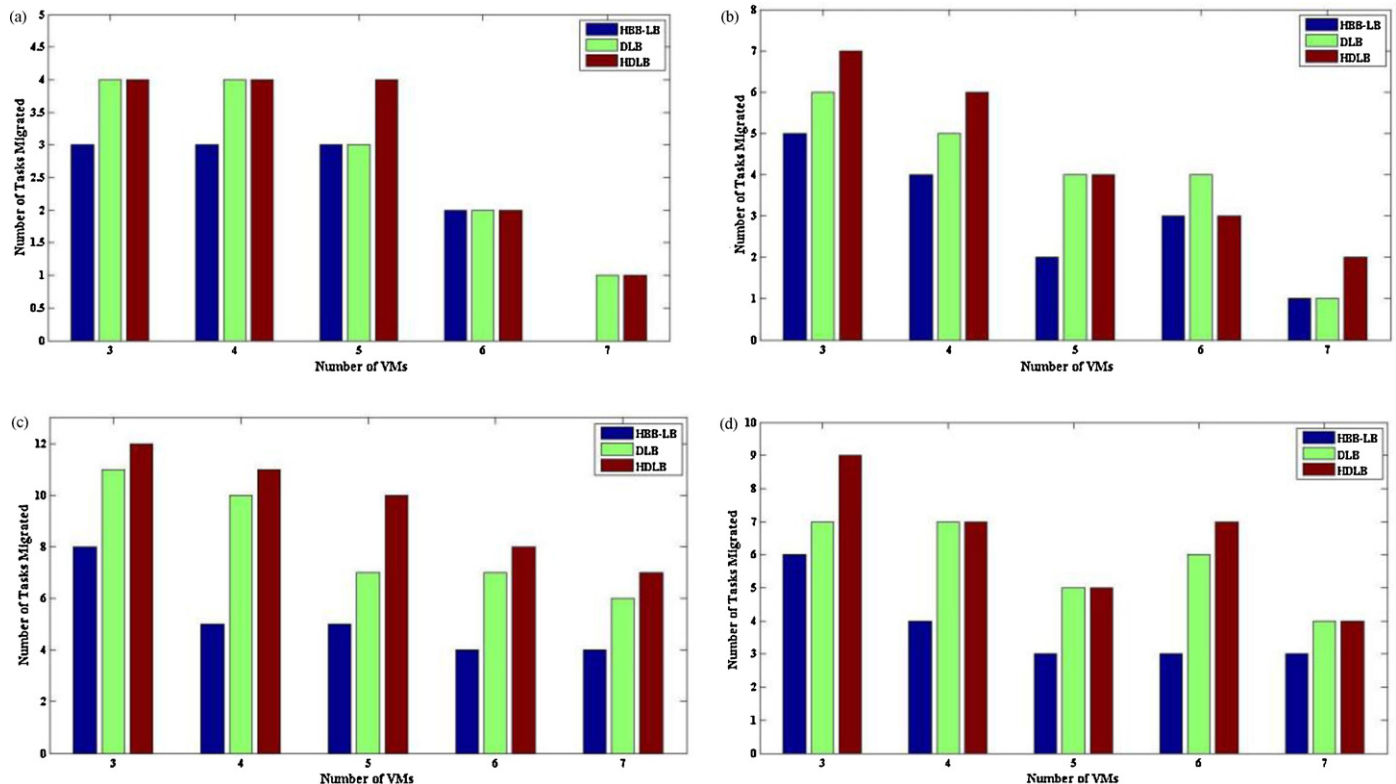 (a)
5
4.5
4
3.5
3
2.5
2
1.5
1
0.5
0
Number of Tasks Migrated
HBB-LB
DLB
HDLB
3 4 5 6 7
Number of VMs
(b)
8
7
6
5
4
3
2
1
0
Number of Tasks Migrated
HBB-LB
DLB
HDLB
3 4 5 6 7
Number of VMs
(c)
12
10
8
6
4
2
0
Number of Tasks Migrated
HBB-LB
DLB
HDLB
3 4 5 6 7
Number of VMs
(d)
10
9
8
7
6
5
4
3
2
1
0
Number of Tasks Migrated
HBB-LB
DLB
HDLB
3 4 5 6 7
Number of VMs